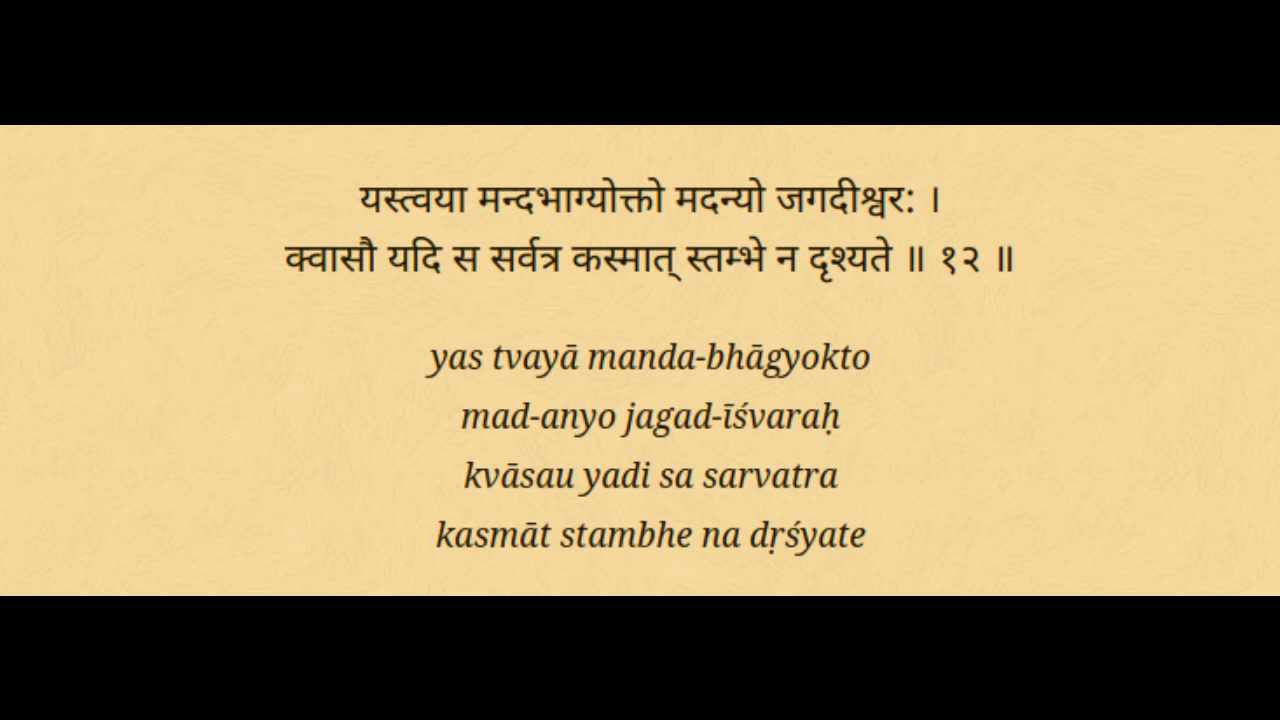 यस्त्वया मन्दभाग्योक्तो मदन्यो जगदीश्वर: ।
क्वासौ यदि स सर्वत्र कस्मात् स्तम्भे न दृश्यते ॥ १२ ॥
yas tvayā manda-bhāgyokto
mad-anyo jagad-īśvaraḥ
kvāsau yadi sa sarvatra
kasmāt stambhe na dṛśyate